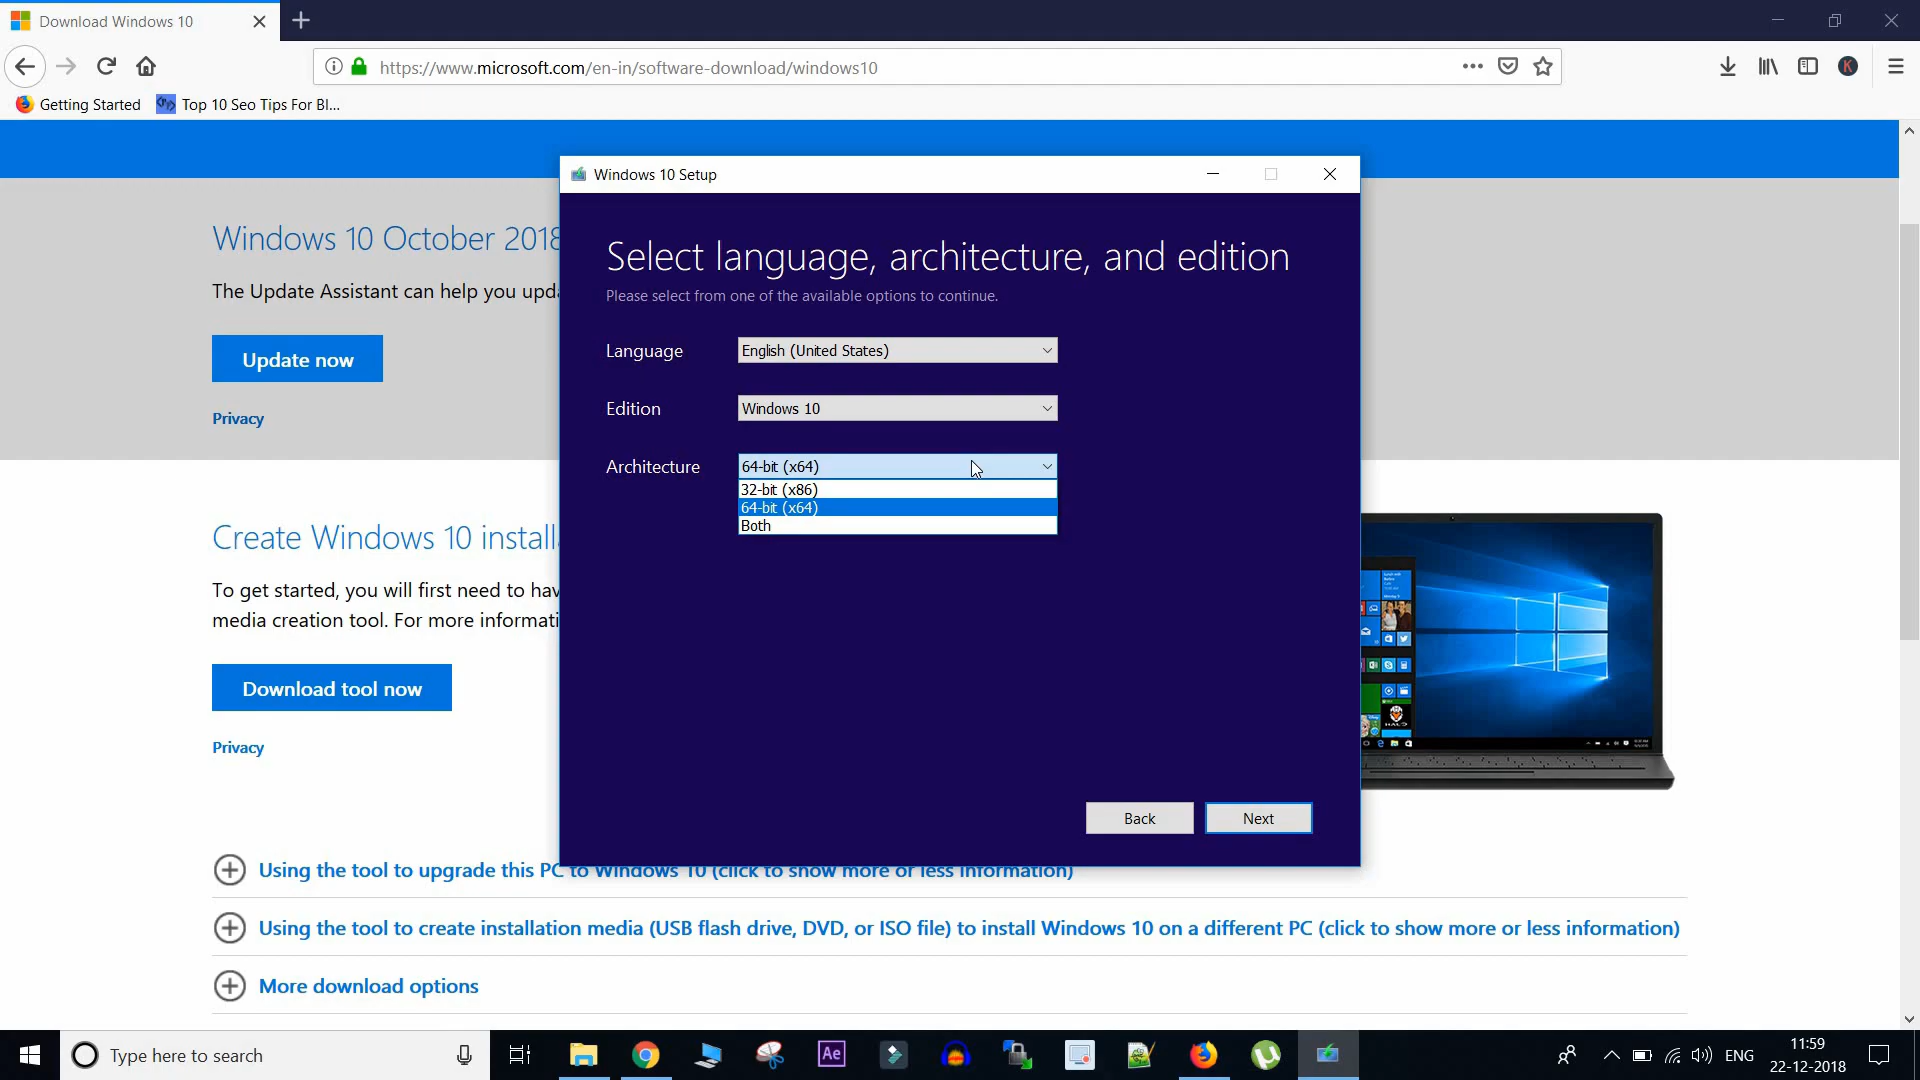 Download Windows 10
https://www.microsoft.com/en-in/software-download/windows10
Getting Started
Top 10 Seo Tips For Bl...
Windows 10 Setup
Windows 10 October 2018
The Update Assistant can help you upda
Update now
Privacy
Select language, architecture, and edition
Please select from one of the available options to continue.
Language
English (United States)
Edition
Windows 10
Architecture
64-bit (x64)
32-bit (x86)
64-bit (x64)
Both
Create Windows 10 install
To get started, you will first need to hav
media creation tool. For more informati
Download tool now
Privacy
Back
Next
Using the tool to upgrade this PC to Windows 10 (click to show more or less information)
Using the tool to create installation media (USB flash drive, DVD, or ISO file) to install Windows 10 on a different PC (click to show more or less information)
More download options
Type here to search
Ae
ENG
11:59
22-12-2018
K